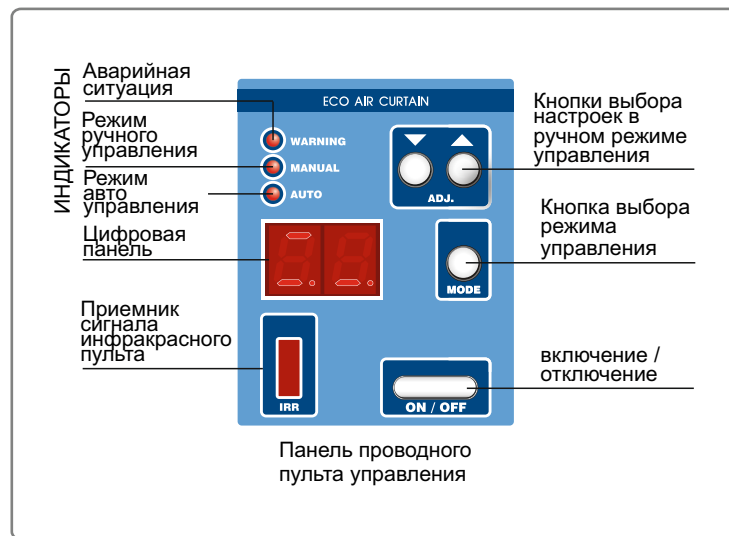 ИНДИКАТОРЫ
Аварийная
ситуация
Режим
ручного
управления
Режим
авто
управления
Цифровая
панель
Приемник
сигнала
инфракрасного
пульта
ECO AIR CURTAIN
WARNING
MANUAL
AUTO
ADJ.
MODE
IRR
ON / OFF
Кнопки выбора
настроек в
ручном режиме
управления
Кнопка выбора
режима
управления
включение /
отключение
Панель проводного
пульта управления